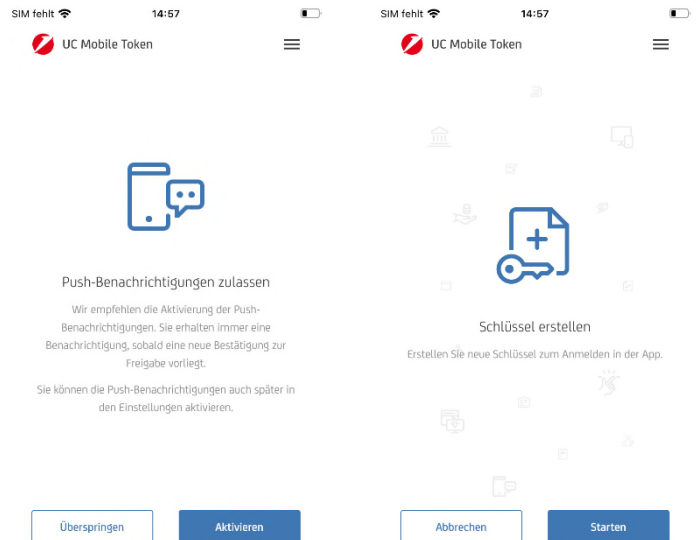 SIM fehlt 14:57
UC Mobile Token
Push-Benachrichtigungen zulassen
Wir empfehlen die Aktivierung der Push-
Benachrichtigungen. Sie erhalten immer eine
Benachrichtigung, sobald eine neue Bestätigung zur
Freigabe vorliegt.
Sie können die Push-Benachrichtigungen auch später in
den Einstellungen aktivieren.
Überspringen
Aktivieren
SIM fehlt 14:57
UC Mobile Token
Schlüssel erstellen
Erstellen Sie neue Schlüssel zum Anmelden in der App.
Abbrechen
Starten